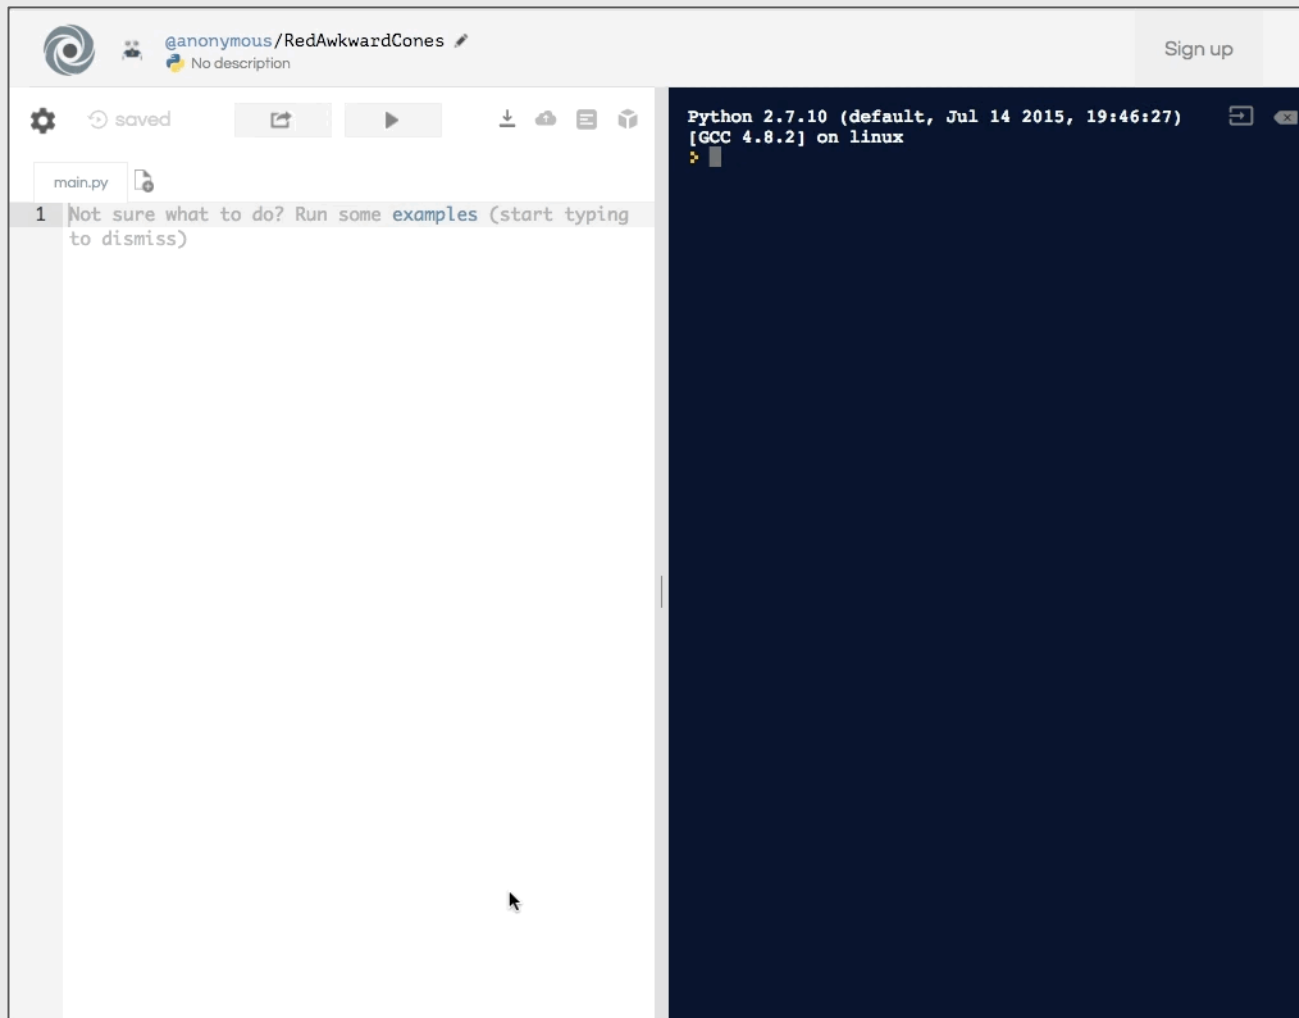 @anonymous/RedAwkwardCones
No description
Sign up
saved
main.py
1 Not sure what to do? Run some examples (start typing
to dismiss)
Python 2.7.10 (default, Jul 14 2015, 19:46:27)
[GCC 4.8.2] on linux